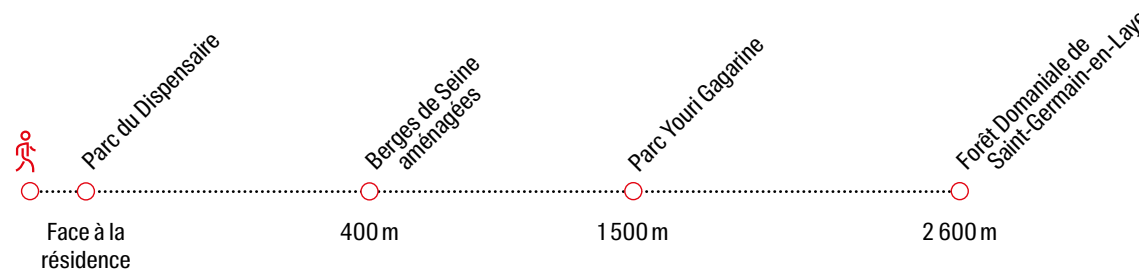 Parc du Dispensaire
Berges de Seine
aménagées
Parc Youri Gagarine
Forêt Domaniale de
Saint-Germain-en-Laye
Face à la
résidence
400 m
1 500 m
2 600 m